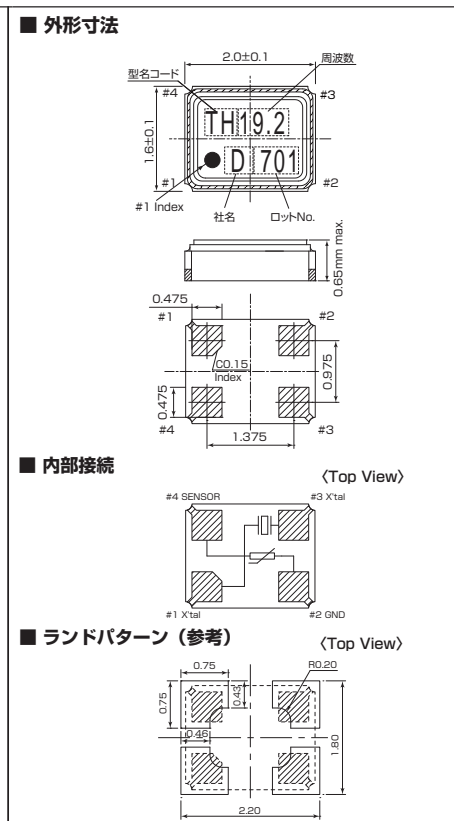 ■ 外形寸法
2.0±0.1
型名コード
周波数
#4
#3
1.6±0.1
TH 19.2
D 701
#1
#2
#1 Index
社名
ロットNo.
0.65mm max.
0.475
#1
#2
C0.15
Index
0.975
0.475
#4
#3
1.375
■ 内部接続
〈Top View〉
#4 SENSOR
#3 X'tal
#1 X'tal
#2 GND
■ ランドパターン（参考）
〈Top View〉
0.75
R0.20
0.75
0.43
0.46
1.80
2.20